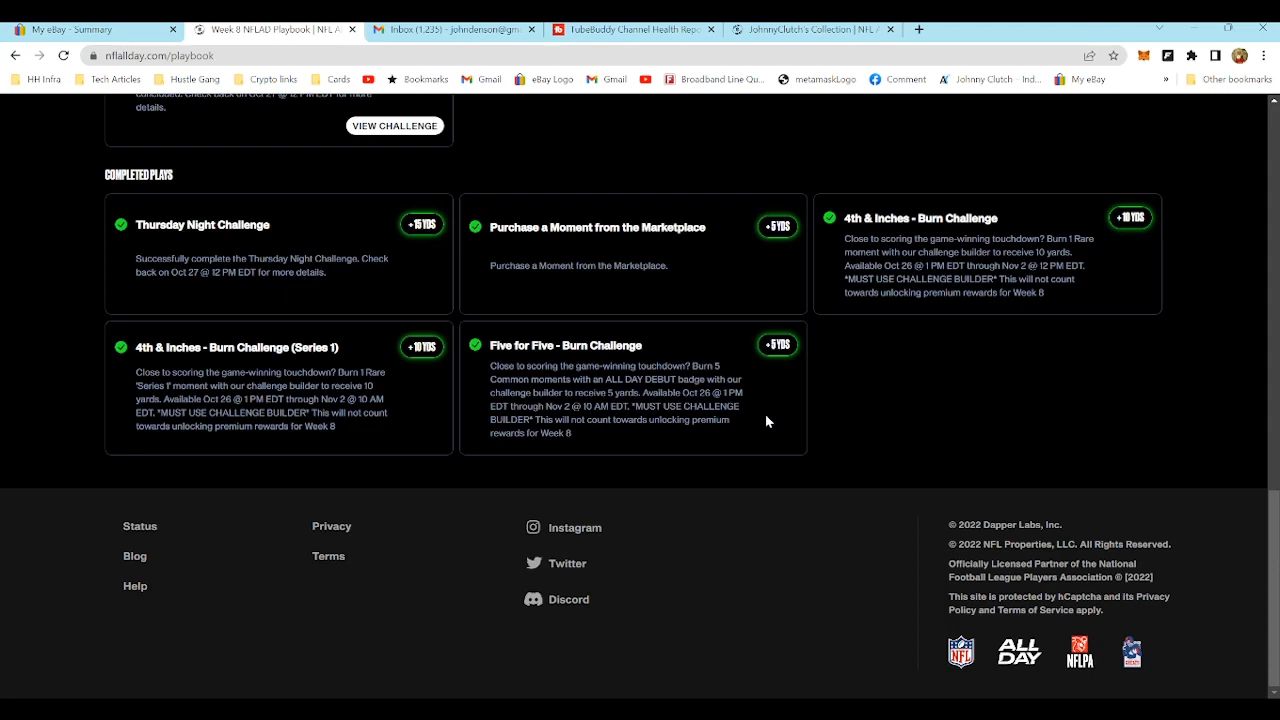 My eBay - Summary
Week 8 NFLAD Playbook | NFL A
Inbox (1,235) - johndenson@gm
TubeBuddy Channel Health Repo
JohnnyClutch's Collection | NFL A
nflallday.com/playbook
HH Infra
Tech Articles
Hustle Gang
Crypto links
Cards
Bookmarks
Gmail
eBay Logo
Gmail
Broadband Line Qu...
metamaskLogo
Comment
Johnny Clutch - Ind...
My eBay
»
Other bookmarks
concluded. Check back on Oct 27 @ 12 PM EDT for more
details.
VIEW CHALLENGE
COMPLETED PLAYS
Thursday Night Challenge
+15 YDS
Successfully complete the Thursday Night Challenge. Check
back on Oct 27 @ 12 PM EDT for more details.
Purchase a Moment from the Marketplace
+5 YDS
Purchase a Moment from the Marketplace.
4th & Inches - Burn Challenge
+10 YDS
Close to scoring the game-winning touchdown? Burn 1 Rare
moment with our challenge builder to receive 10 yards.
Available Oct 26 @ 1 PM EDT through Nov 2 @ 12 PM EDT.
*MUST USE CHALLENGE BUILDER* This will not count
towards unlocking premium rewards for Week 8
4th & Inches - Burn Challenge (Series 1)
+10 YDS
Close to scoring the game-winning touchdown? Burn 1 Rare
'Series 1' moment with our challenge builder to receive 10
yards. Available Oct 26 @ 1 PM EDT through Nov 2 @ 10 AM
EDT. *MUST USE CHALLENGE BUILDER* This will not count
towards unlocking premium rewards for Week 8
Five for Five - Burn Challenge
+5 YDS
Close to scoring the game-winning touchdown? Burn 5
Common moments with an ALL DAY DEBUT badge with our
challenge builder to receive 5 yards. Available Oct 26 @ 1 PM
EDT through Nov 2 @ 10 AM EDT. *MUST USE CHALLENGE
BUILDER* This will not count towards unlocking premium
rewards for Week 8
Status
Blog
Help
Privacy
Terms
Instagram
Twitter
Discord
© 2022 Dapper Labs, Inc.
© 2022 NFL Properties, LLC. All Rights Reserved.
Officially Licensed Partner of the National
Football League Players Association © [2022]
This site is protected by hCaptcha and its Privacy
Policy and Terms of Service apply.
NFL
ALL
DAY
NFLPA